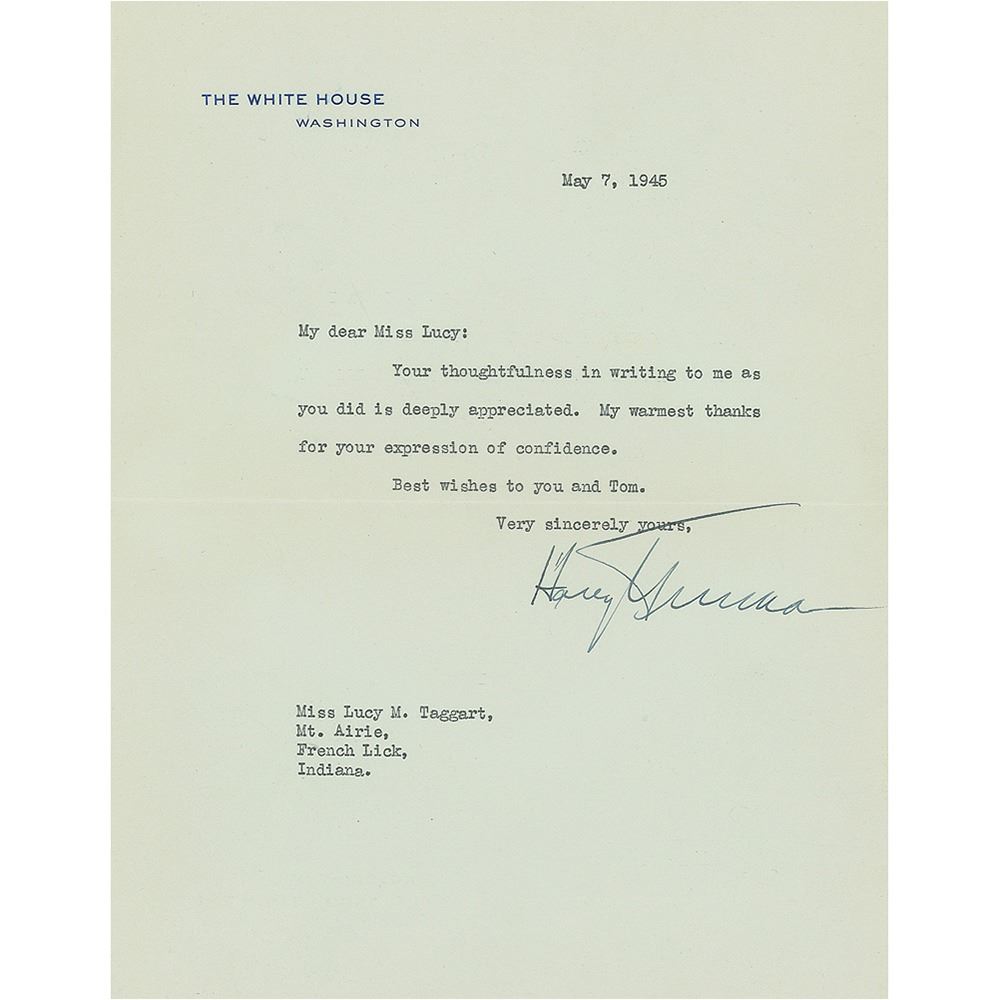 THE WHITE HOUSE
WASHINGTON
May 7, 1945
My dear Miss Lucy:
Your thoughtfulness in writing to me as
you did is deeply appreciated. My warmest thanks
for your expression of confidence.
Best wishes to you and Tom.
Very sincerely yours,
Harry Truman
Miss Lucy M. Taggart,
Mt. Airie,
French Lick,
Indiana.